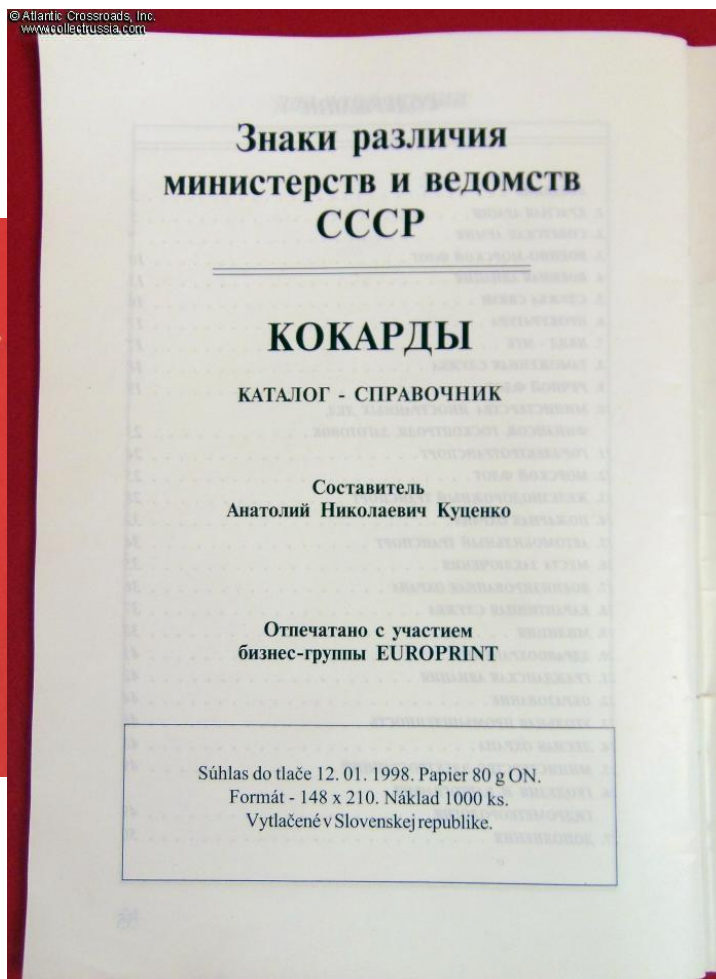 © Atlantic Crossroads, Inc.
www.collectrussia.com
Знаки различия
министерств и ведомств
СССР
КОКАРДЫ
КАТАЛОГ - СПРАВОЧНИК
Составитель
Анатолий Николаевич Куценко
Отпечатано с участием
бизнес-группы EUROPRINT
Súhlas do tlače 12. 01. 1998. Papier 80 g ON.
Formát - 148 x 210. Náklad 1000 ks.
Vytlačené v Slovenskej republike.